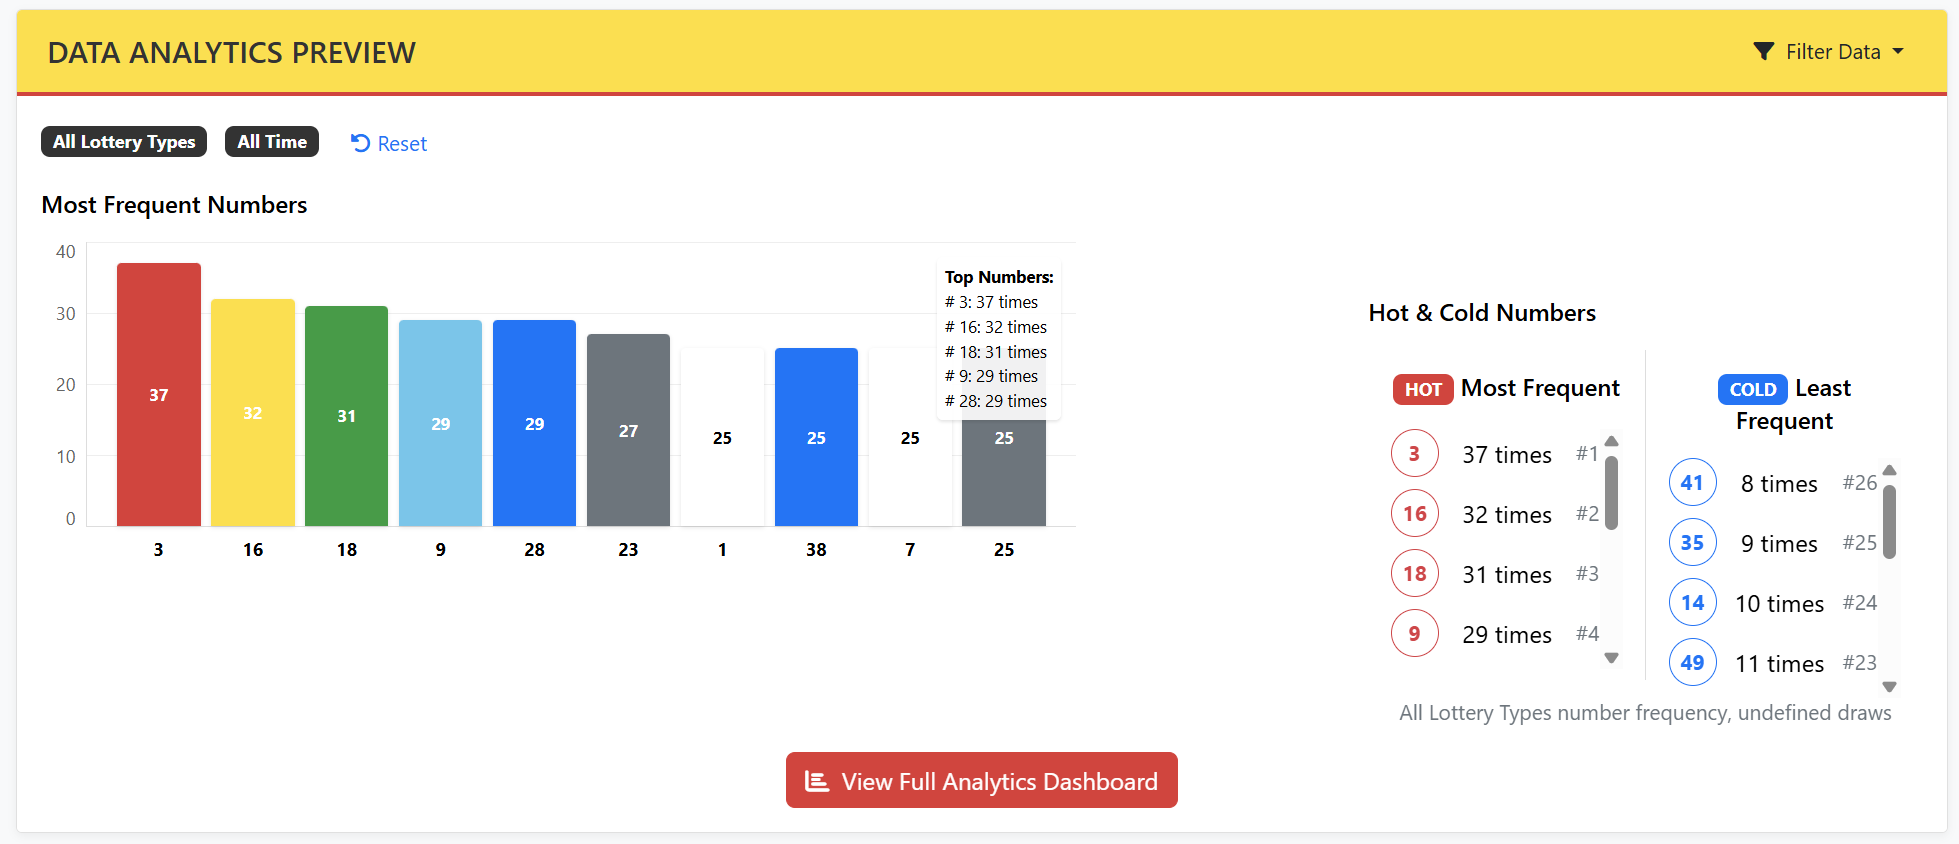 DATA ANALYTICS PREVIEW
Filter Data
All Lottery Types
All Time
Reset
Most Frequent Numbers
40
30
20
10
0
37
32
31
29
29
27
25
25
25
25
3
16
18
9
28
23
1
38
7
25
Top Numbers:
# 3: 37 times
# 16: 32 times
# 18: 31 times
# 9: 29 times
# 28: 29 times
Hot & Cold Numbers
HOT Most Frequent
3 37 times #1
16 32 times #2
18 31 times #3
9 29 times #4
COLD Least
Frequent
41 8 times #26
35 9 times #25
14 10 times #24
49 11 times #23
All Lottery Types number frequency, undefined draws
View Full Analytics Dashboard